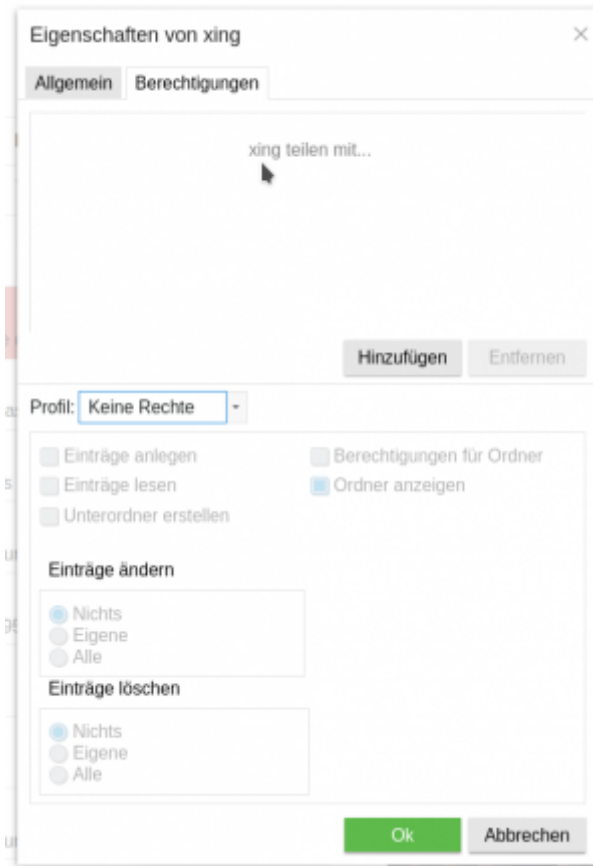 Eigenschaften von xing
Allgemein Berechtigungen
xing teilen mit...
Hinzufügen Entfernen
Profil: Keine Rechte
Einträge anlegen Berechtigungen für Ordner
Einträge lesen Ordner anzeigen
Unterordner erstellen
Einträge ändern
Nichts
Eigene
Alle
Einträge löschen
Nichts
Eigene
Alle
Ok Abbrechen